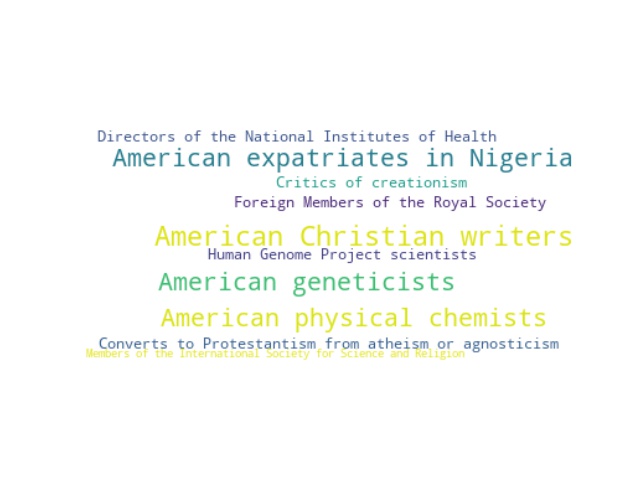 Directors of the National Institutes of Health
American expatriates in Nigeria
Critics of creationism
Foreign Members of the Royal Society
American Christian writers
Human Genome Project scientists
American geneticists
American physical chemists
Converts to Protestantism from atheism or agnosticism
Members of the International Society for Science and Religion